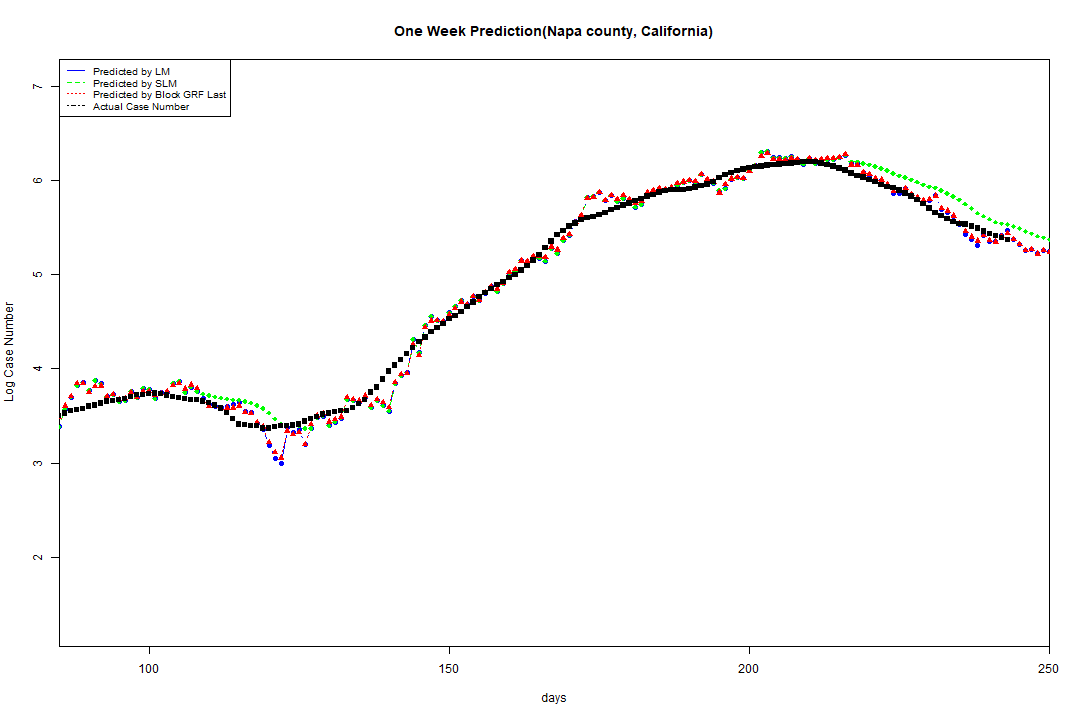 One Week Prediction(Napa county, California)
Predicted by LM
Predicted by SLM
Predicted by Block GRF Last
Actual Case Number
7
6
5
4
3
2
Log Case Number
100 150 200 250
days